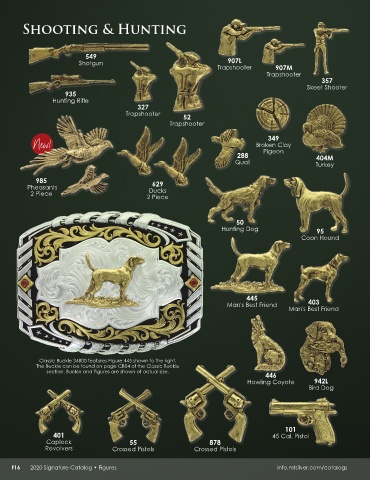 SHOOTING & HUNTING
549
Shotgun
907L
Trapshooter
907M
Trapshooter
357
Skeet Shooter
935
Hunting Rifle
327
Trapshooter
52
Trapshooter
349
Broken Clay
Pigeon
404M
Turkey
New!
288
Quail
985
Pheasants
2 Piece
629
Ducks
2 Piece
50
Hunting Dog
95
Coon Hound
445
Man's Best Friend
403
Man's Best Friend
Classic Buckle 34800 features Figure 445 shown to the right.
The Buckle can be found on page CB04 of the Classic Buckle
section. Buckle and Figures are shown at actual size.
446
Howling Coyote
942L
Bird Dog
401
Caplock
Revolvers
55
Crossed Pistols
878
Crossed Pistols
101
45 Cal. Pistol
F16 2020 Signature Catalog • Figures
info.mtsilver.com/catalogs